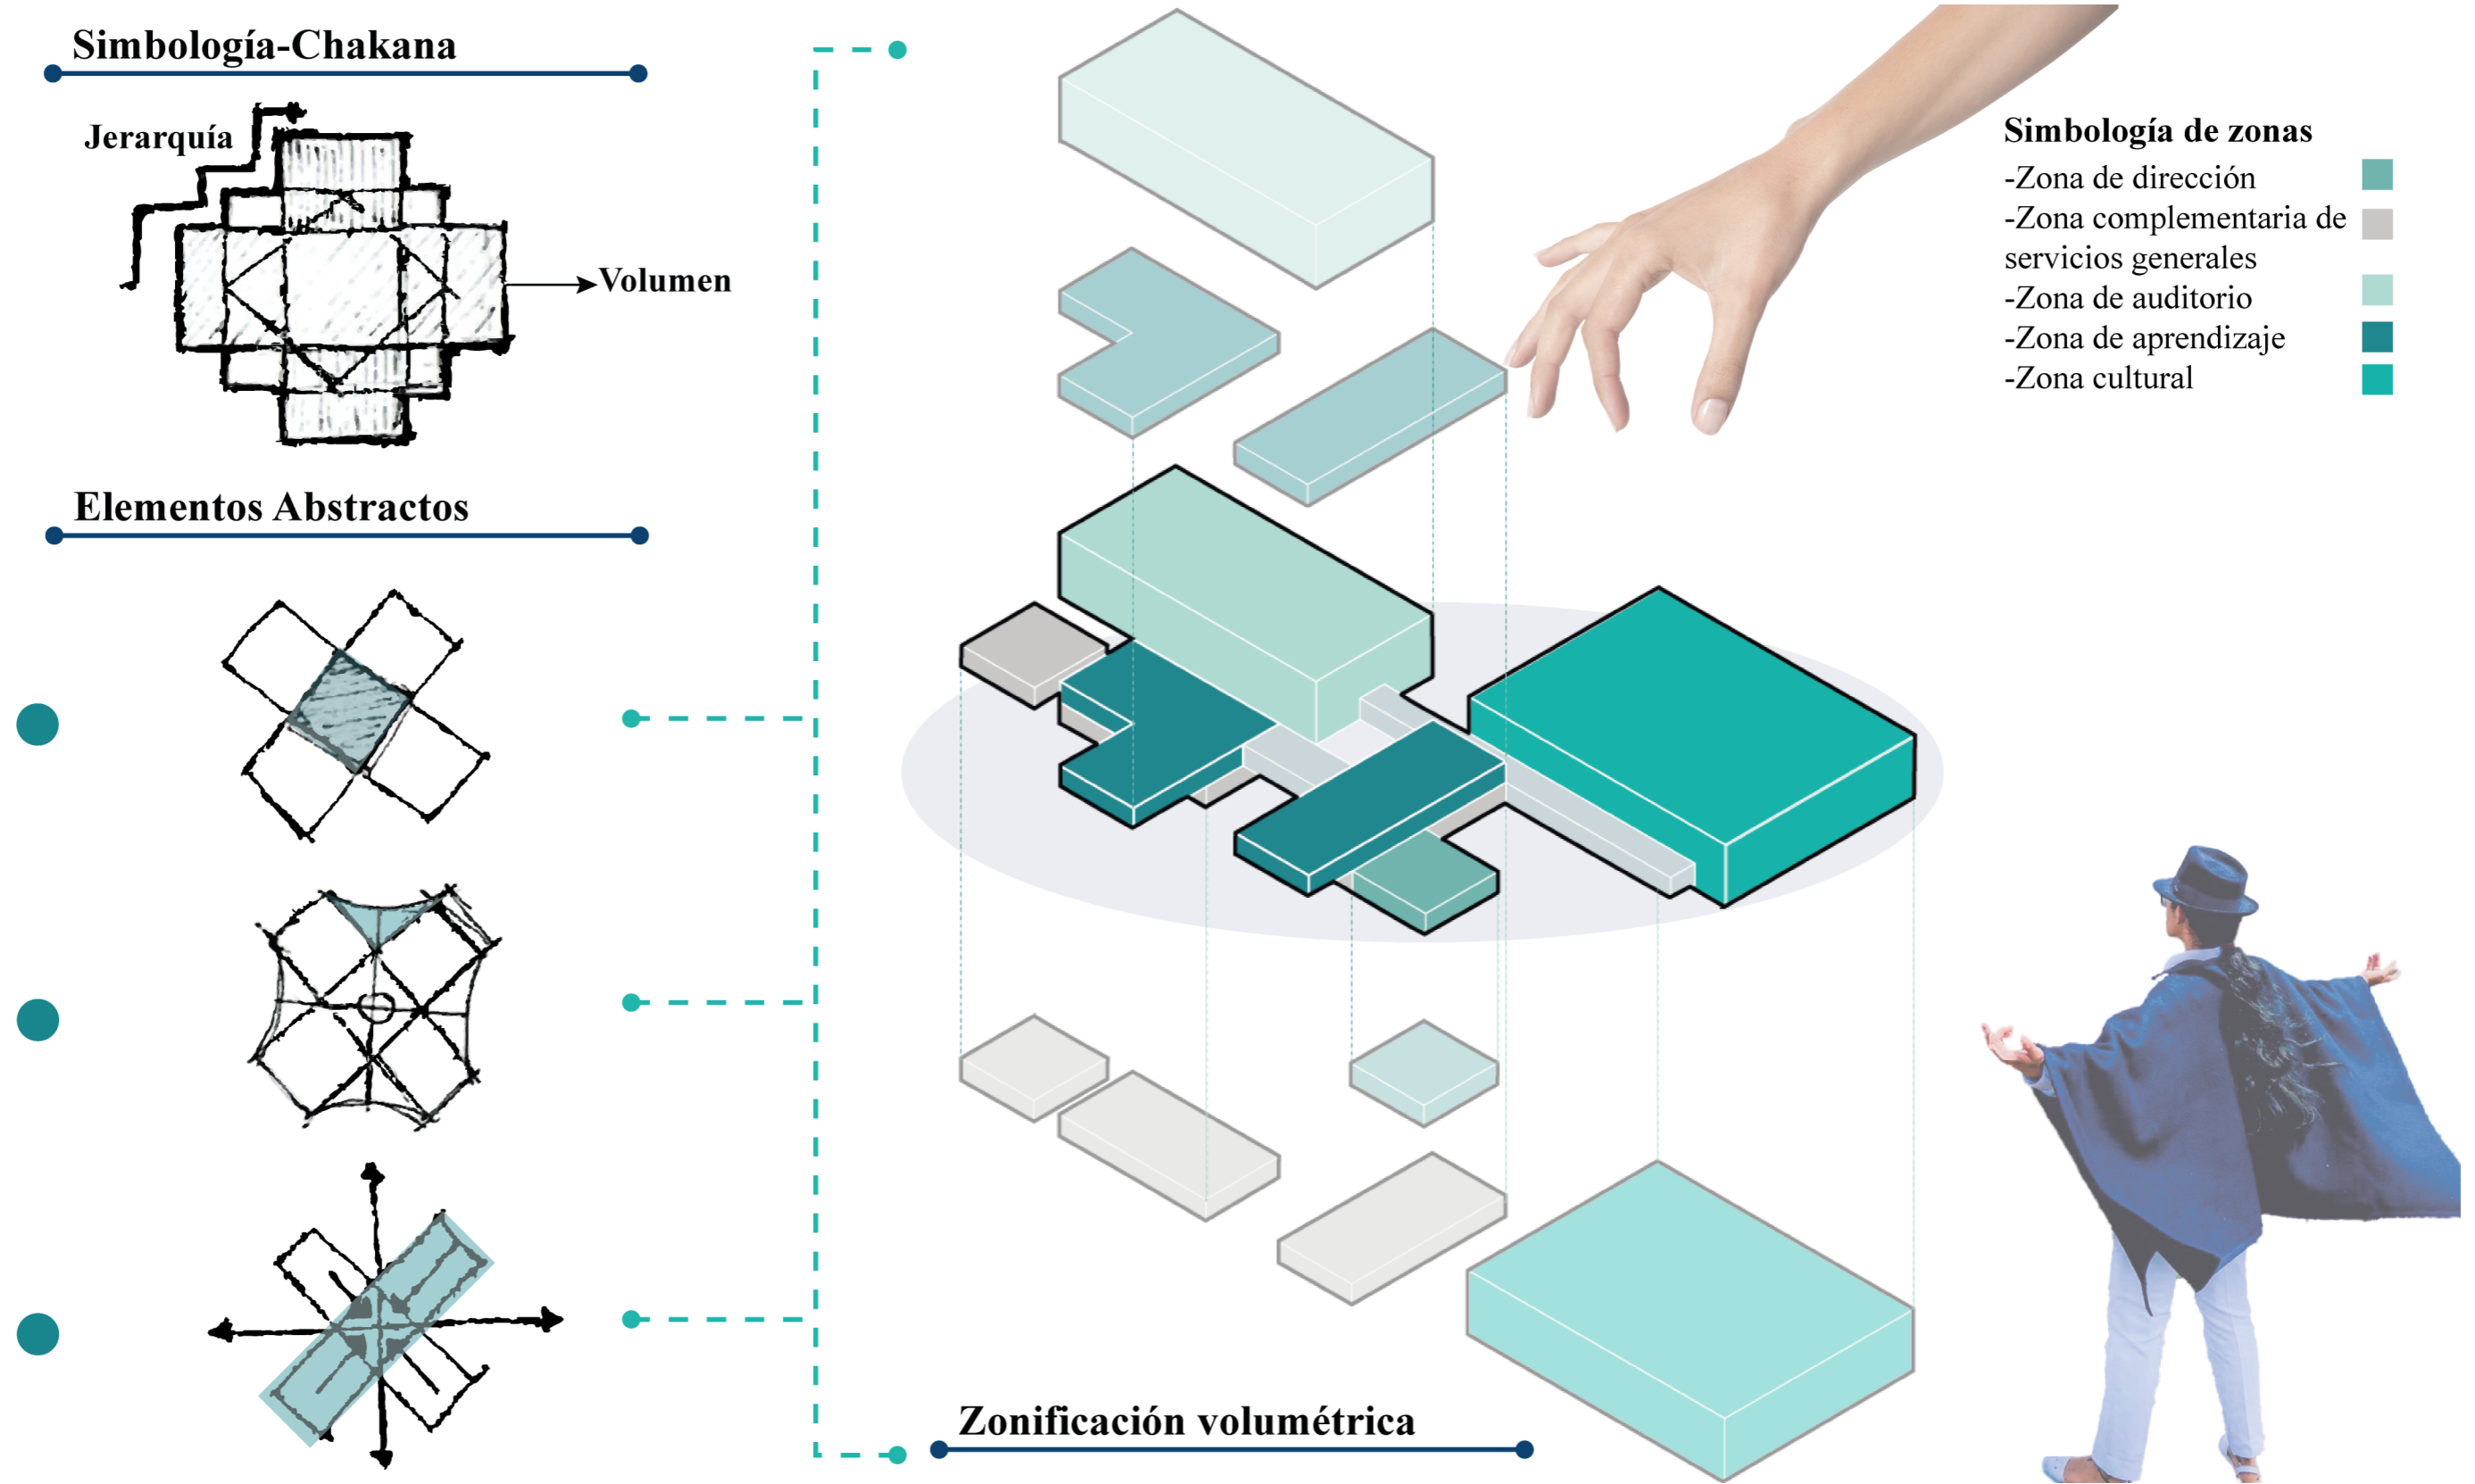 Simbología-Chakana
Jerarquía
Volumen
Elementos Abstractos
Simbología de zonas
-Zona de dirección
-Zona complementaria de
servicios generales
-Zona de auditorio
-Zona de aprendizaje
-Zona cultural
Zonificación volumétrica